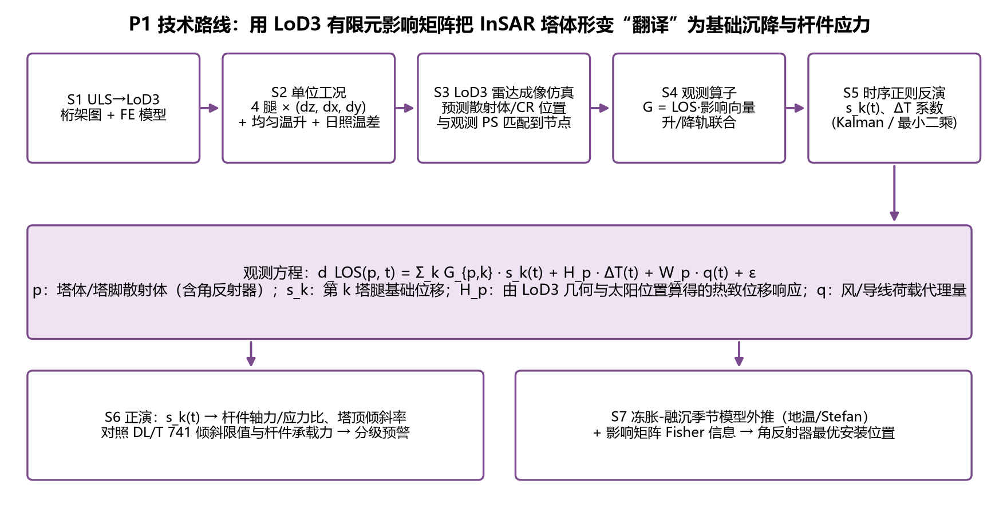 P1 技术路线：用 LoD3 有限元影响矩阵把 InSAR 塔体形变“翻译”为基础沉降与杆件应力
S1 ULS→LoD3
桁架图 + FE 模型
S2 单位工况
4 腿 × (dz, dx, dy)
+ 均匀温升 + 日照温差
S3 LoD3 雷达成像仿真
预测散射体/CR 位置
与观测 PS 匹配到节点
S4 观测算子
G = LOS·影响向量
升/降轨联合
S5 时序正则反演
s_k(t)、ΔT 系数
(Kalman / 最小二乘)
观测方程：d_LOS(p, t) = Σ_k G_{p,k} · s_k(t) + H_p · ΔT(t) + W_p · q(t) + ε
p：塔体/塔脚散射体（含角反射器）；s_k：第 k 塔腿基础位移；H_p：由 LoD3 几何与太阳位置算得的热致位移响应；q：风/导线荷载代理量
S6 正演：s_k(t) → 杆件轴力/应力比、塔顶倾斜率
对照 DL/T 741 倾斜限值与杆件承载力 → 分级预警
S7 冻胀-融沉季节模型外推（地温/Stefan）
+ 影响矩阵 Fisher 信息 → 角反射器最优安装位置